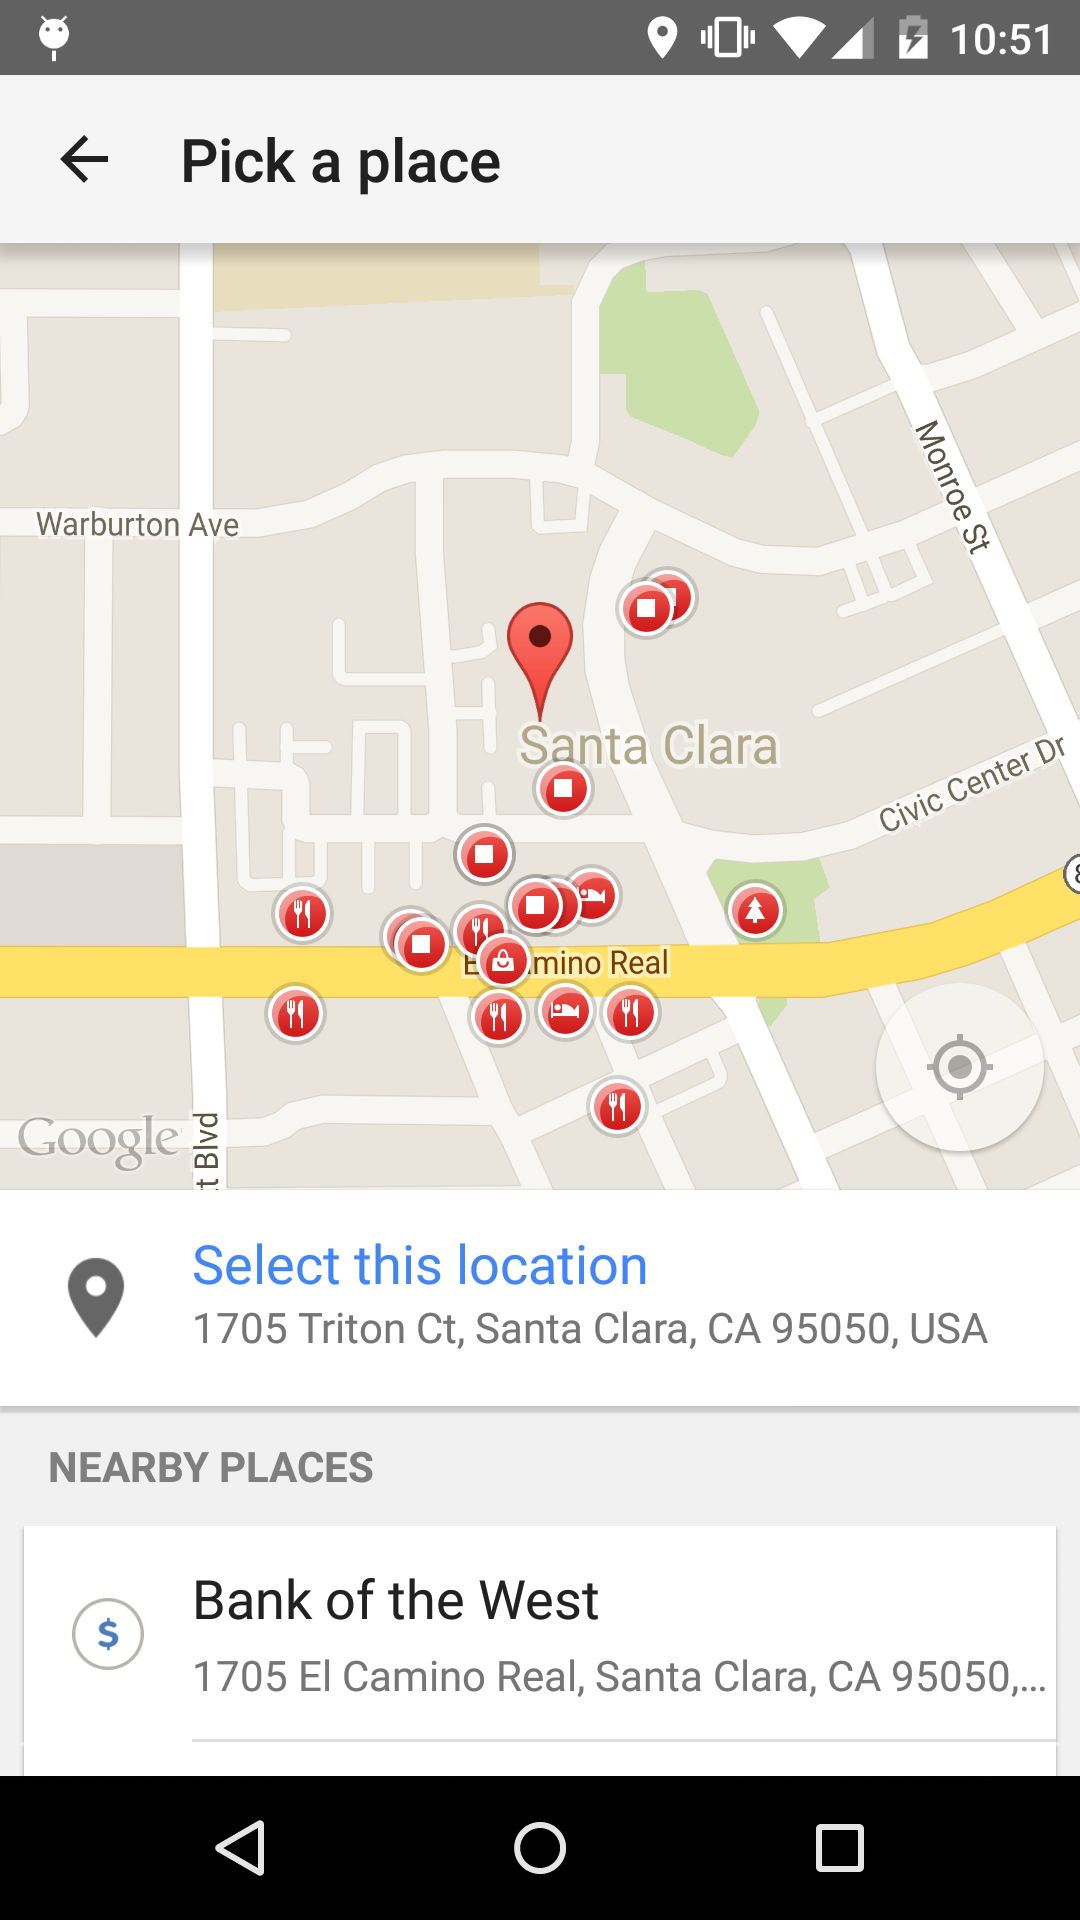 10:51
Pick a place
Monroe St
Warburton Ave
Santa Clara
Civic Center Dr
8
mino Real
Google
Blvd
Select this location
1705 Triton Ct, Santa Clara, CA 95050, USA
NEARBY PLACES
$
Bank of the West
1705 El Camino Real, Santa Clara, CA 95050,...